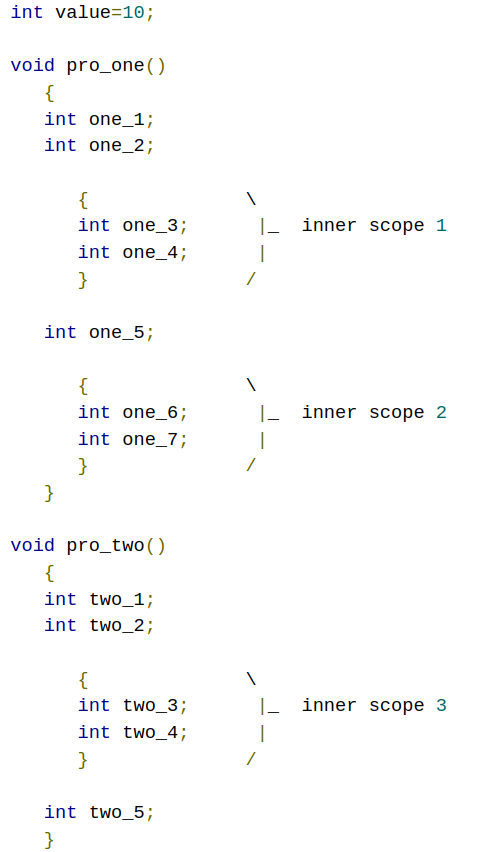 int value=10;

void pro_one()
   {
   int one_1;
   int one_2;

      {              \
      int one_3;      |_  inner scope 1
      int one_4;      |
      }              /

   int one_5;

      {              \
      int one_6;      |_  inner scope 2
      int one_7;      |
      }              /
   }

void pro_two()
   {
   int two_1;
   int two_2;

      {              \
      int two_3;      |_  inner scope 3
      int two_4;      |
      }              /

   int two_5;
   }